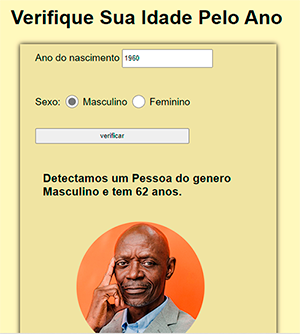 Verifique Sua Idade Pelo Ano
Ano do nascimento 1960
Sexo: Masculino Feminino
verificar
Detectamos um Pessoa do genero
Masculino e tem 62 anos.